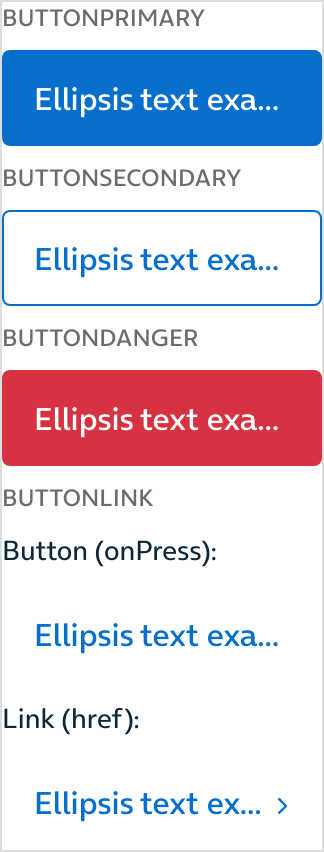 BUTTONPRIMARY
Ellipsis text exa...
BUTTONSECONDARY
Ellipsis text exa...
BUTTONDANGER
Ellipsis text exa...
BUTTONLINK
Button (onPress):
Ellipsis text exa...
Link (href):
Ellipsis text ex...